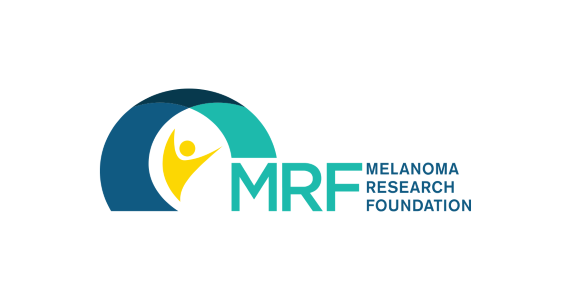 MRF
MELANOMA
RESEARCH
FOUNDATION